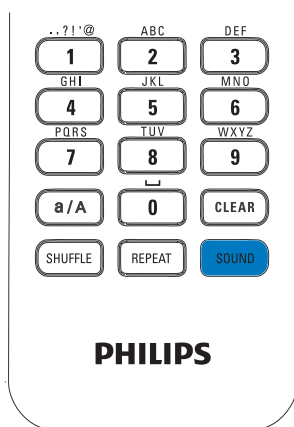 .,?!'@ ABC DEF
1 2 3
GHI JKL MNO
4 5 6
PQRS TUV WXYZ
7 8 9
a/A 0 CLEAR
SHUFFLE REPEAT SOUND
PHILIPS